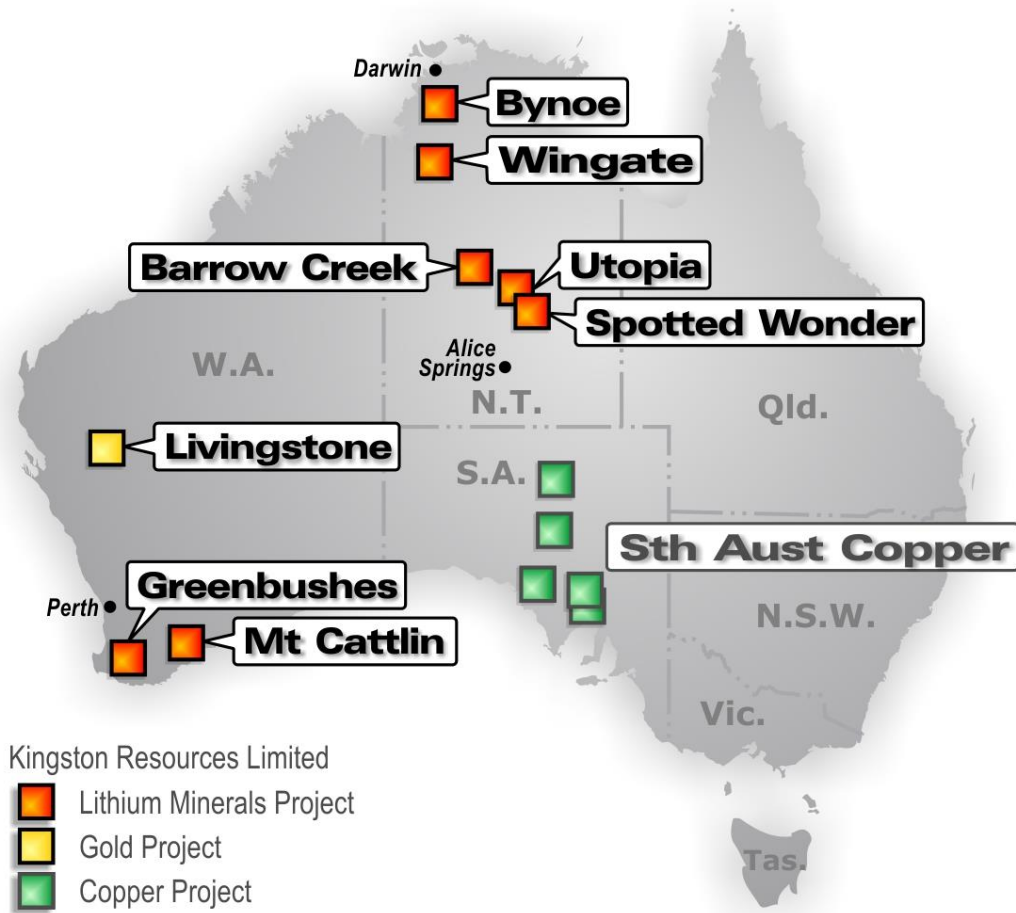 Darwin
Bynoe
Wingate
Barrow Creek
Utopia
Spotted Wonder
Alice
Springs
W.A.
N.T.
Qld.
Livingstone
S.A.
Sth Aust Copper
Greenbushes
Perth
Mt Cattlin
N.S.W.
Vic.
Kingston Resources Limited
Lithium Minerals Project
Gold Project
Copper Project
Tas.